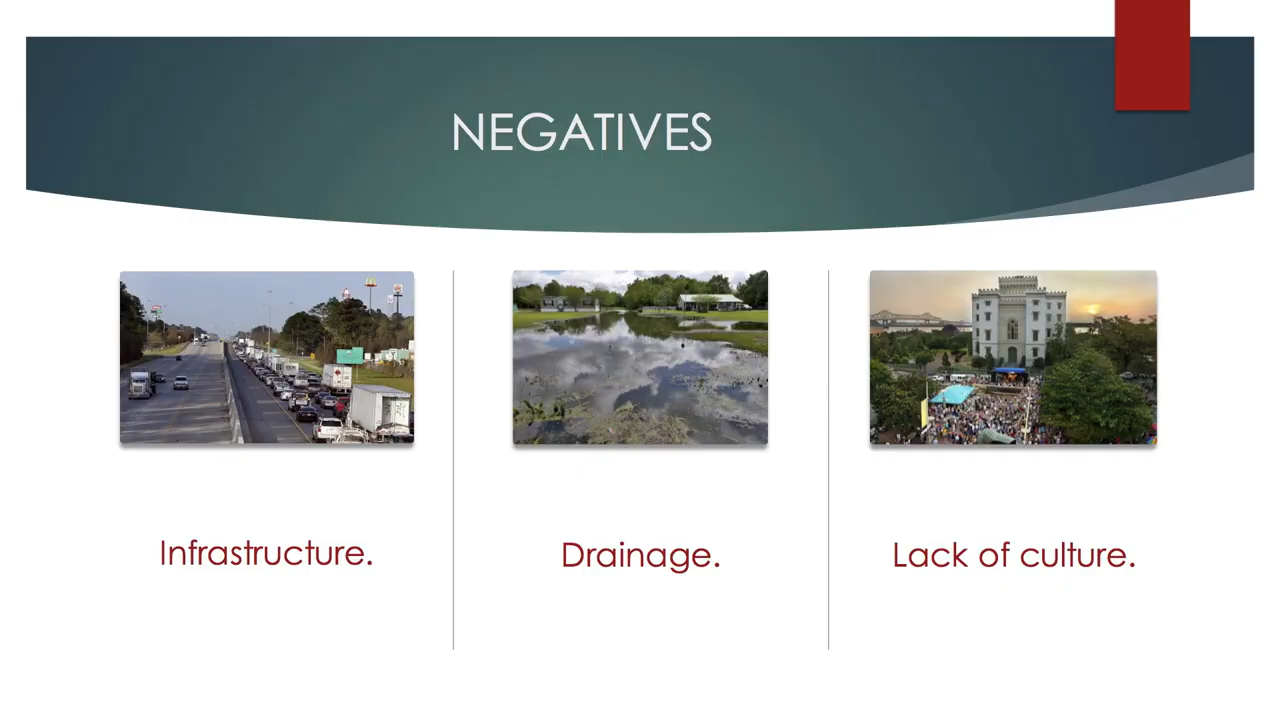 NEGATIVES
Infrastructure.
Drainage.
Lack of culture.